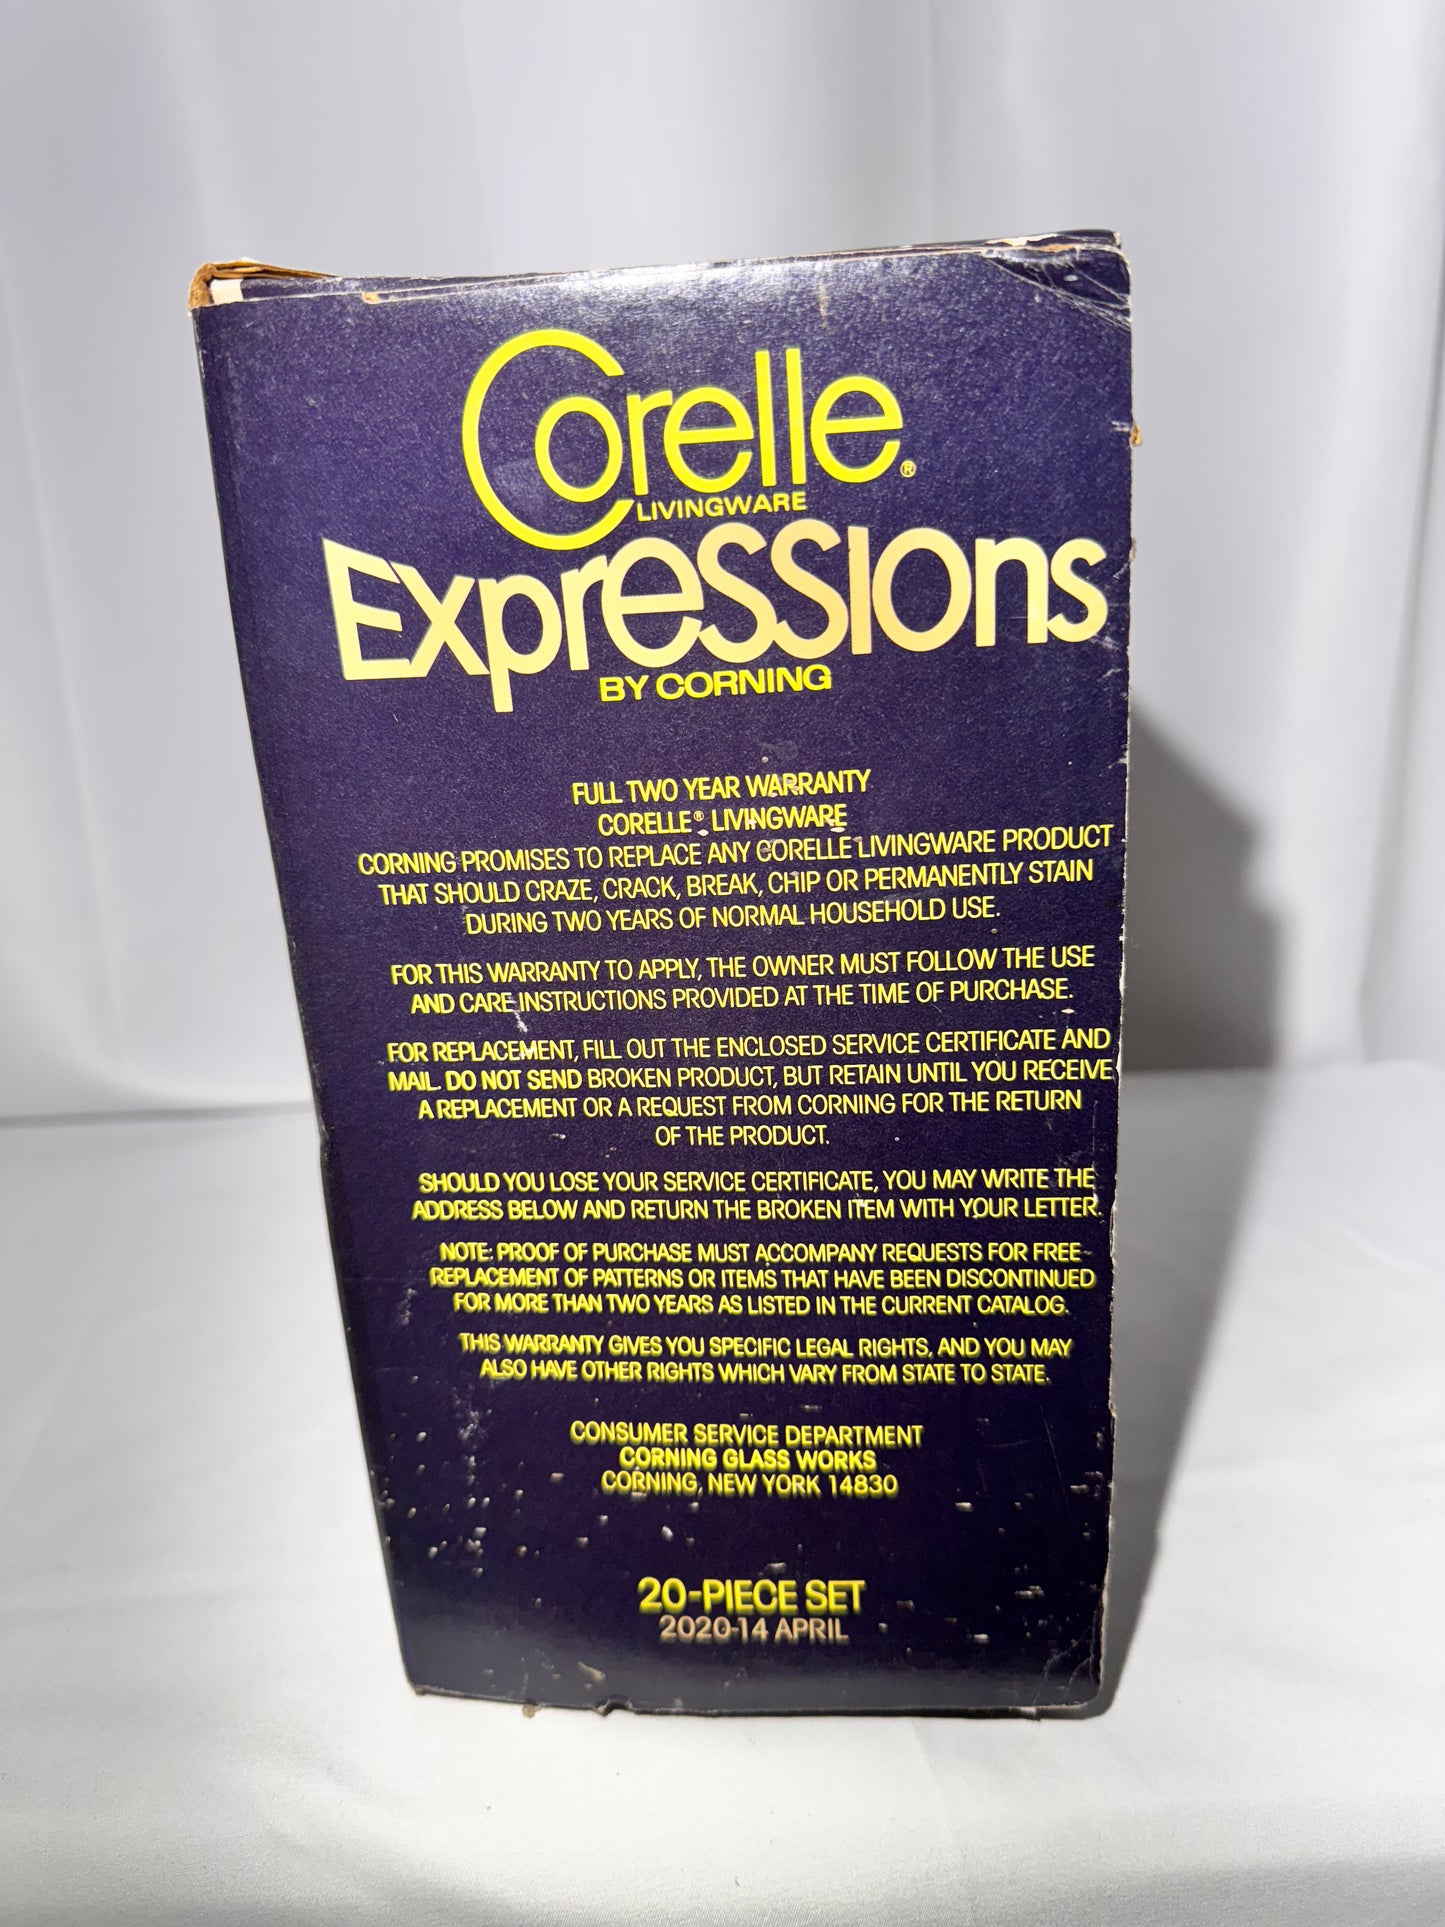 Corelle®
LIVINGWARE
Expressions
BY CORNING
FULL TWO YEAR WARRANTY
CORELLE® LIVINGWARE
CORNING PROMISES TO REPLACE ANY CORELLE LIVINGWARE PRODUCT
THAT SHOULD CRAZE, CRACK, BREAK, CHIP OR PERMANENTLY STAIN
DURING TWO YEARS OF NORMAL HOUSEHOLD USE.
FOR THIS WARRANTY TO APPLY, THE OWNER MUST FOLLOW THE USE
AND CARE INSTRUCTIONS PROVIDED AT THE TIME OF PURCHASE.
FOR REPLACEMENT, FILL OUT THE ENCLOSED SERVICE CERTIFICATE AND
MAIL. DO NOT SEND BROKEN PRODUCT, BUT RETAIN UNTIL YOU RECEIVE
A REPLACEMENT OR A REQUEST FROM CORNING FOR THE RETURN
OF THE PRODUCT.
SHOULD YOU LOSE YOUR SERVICE CERTIFICATE, YOU MAY WRITE THE
ADDRESS BELOW AND RETURN THE BROKEN ITEM WITH YOUR LETTER.
NOTE: PROOF OF PURCHASE MUST ACCOMPANY REQUESTS FOR FREE
REPLACEMENT OF PATTERNS OR ITEMS THAT HAVE BEEN DISCONTINUED
FOR MORE THAN TWO YEARS AS LISTED IN THE CURRENT CATALOG.
THIS WARRANTY GIVES YOU SPECIFIC LEGAL RIGHTS, AND YOU MAY
ALSO HAVE OTHER RIGHTS WHICH VARY FROM STATE TO STATE.
CONSUMER SERVICE DEPARTMENT
CORNING GLASS WORKS
CORNING, NEW YORK 14830
20-PIECE SET
2020-14 APRIL